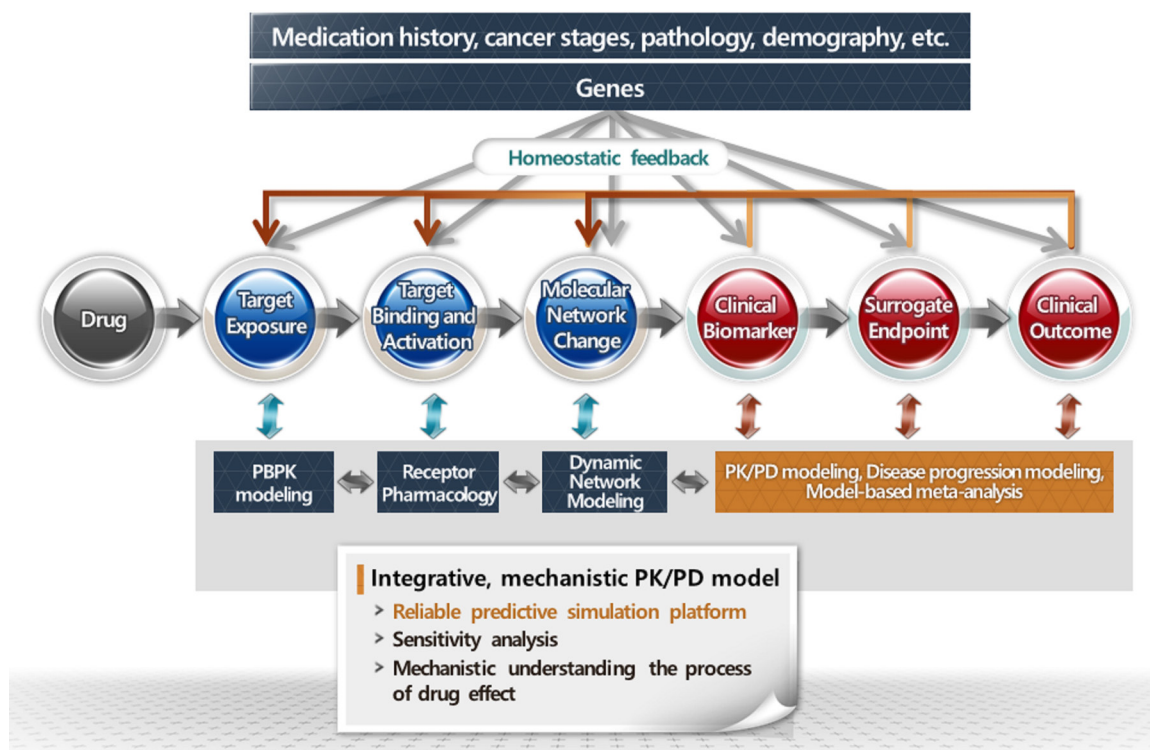 Medication history, cancer stages, pathology, demography, etc.
Genes
Homeostatic feedback
Drug
Target
Exposure
Target
Binding and
Activation
Molecular
Network
Change
Clinical
Biomarker
Surrogate
Endpoint
Clinical
Outcome
PBPK
modeling
Receptor
Pharmacology
Dynamic
Network
Modeling
PK/PD modeling, Disease progression modeling,
Model-based meta-analysis
Integrative, mechanistic PK/PD model
> Reliable predictive simulation platform
> Sensitivity analysis
> Mechanistic understanding the process
of drug effect